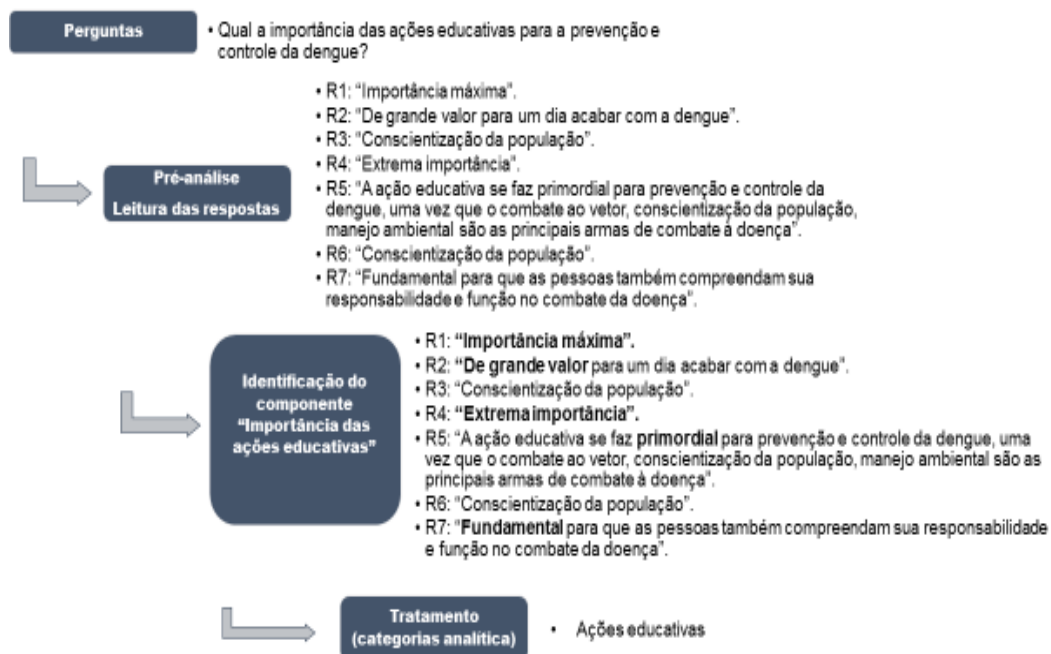 Perguntas
• Qual a importância das ações educativas para a prevenção e
controle da dengue?
• R1: “Importância máxima”.
• R2: “De grande valor para um dia acabar com a dengue”.
• R3: “Conscientização da população”.
• R4: “Extrema importância”.
Pré-análise
Leitura das respostas
• R5: “A ação educativa se faz primordial para prevenção e controle da
dengue, uma vez que o combate ao vetor, conscientização da população,
manejo ambiental são as principais armas de combate à doença”.
• R6: “Conscientização da população”.
• R7: “Fundamental para que as pessoas também compreendam sua
responsabilidade e função no combate da doença”.
Identificação do
componente
“Importância das
ações educativas”
• R1: “Importância máxima”.
• R2: “De grande valor para um dia acabar com a dengue”.
• R3: “Conscientização da população”.
• R4: “Extrema importância”.
• R5: “A ação educativa se faz primordial para prevenção e controle da dengue, uma
vez que o combate ao vetor, conscientização da população, manejo ambiental são as
principais armas de combate à doença”.
• R6: “Conscientização da população”.
• R7: “Fundamental para que as pessoas também compreendam sua responsabilidade
e função no combate da doença”.
Tratamento
(categorias analítica)
• Ações educativas